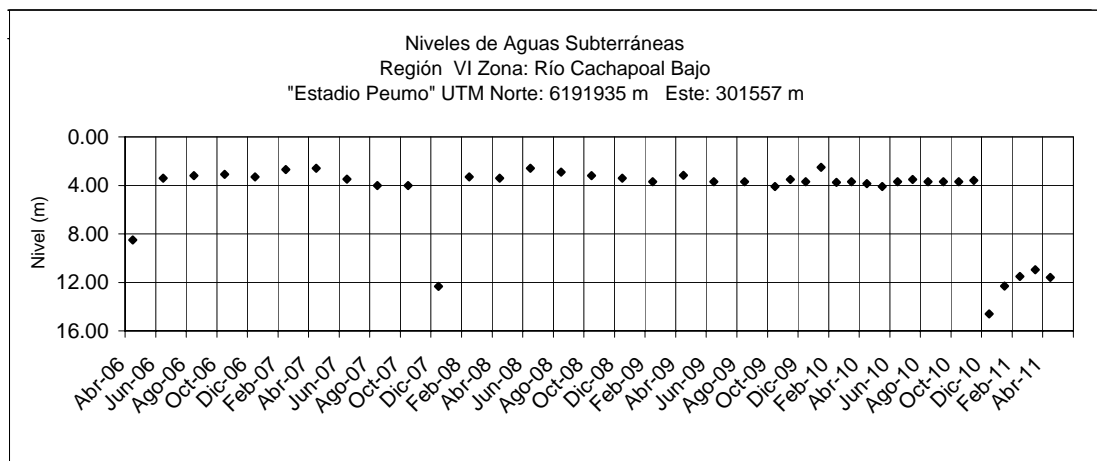 Niveles de Aguas Subterráneas
Región  VI Zona: Río Cachapoal Bajo
"Estadio Peumo" UTM Norte: 6191935 m   Este: 301557 m
Nivel (m)
0.00
4.00
8.00
12.00
16.00
Abr-06
Jun-06
Ago-06
Oct-06
Dic-06
Feb-07
Abr-07
Jun-07
Ago-07
Oct-07
Dic-07
Feb-08
Abr-08
Jun-08
Ago-08
Oct-08
Dic-08
Feb-09
Abr-09
Jun-09
Ago-09
Oct-09
Dic-09
Feb-10
Abr-10
Jun-10
Ago-10
Oct-10
Dic-10
Feb-11
Abr-11